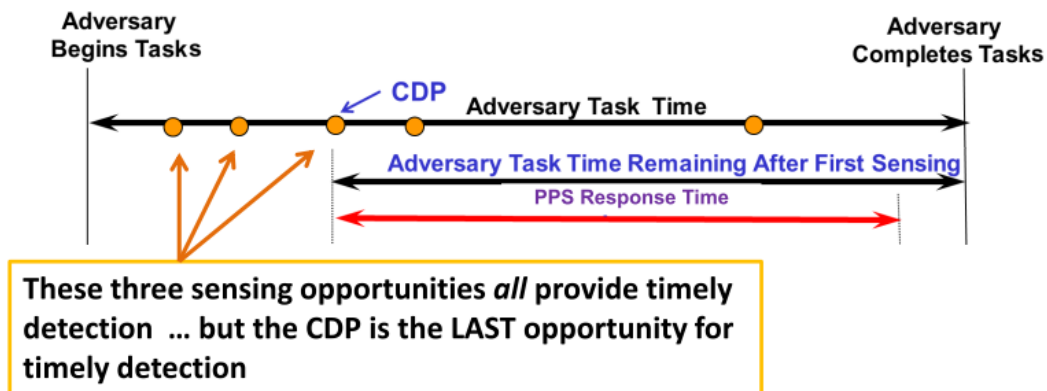 Adversary
Begins Tasks
Adversary
Completes Tasks
CDP
Adversary Task Time
Adversary Task Time Remaining After First Sensing
PPS Response Time
These three sensing opportunities all provide timely
detection ... but the CDP is the LAST opportunity for
timely detection